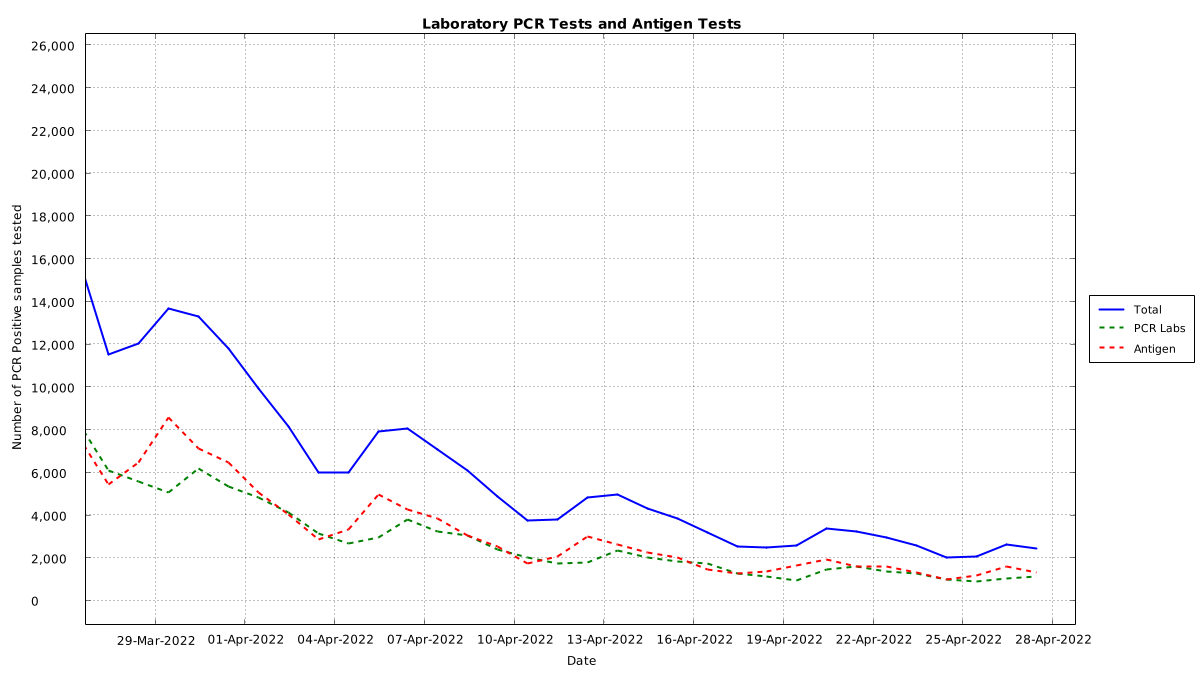 Laboratory PCR Tests and Antigen Tests
26,000
24,000
22,000
20,000
18,000
16,000
14,000
12,000
10,000
8,000
6,000
4,000
2,000
0
Number of PCR Positive samples tested
29-Mar-2022 01-Apr-2022 04-Apr-2022 07-Apr-2022 10-Apr-2022 13-Apr-2022 16-Apr-2022 19-Apr-2022 22-Apr-2022 25-Apr-2022 28-Apr-2022
Date
Total
PCR Labs
Antigen